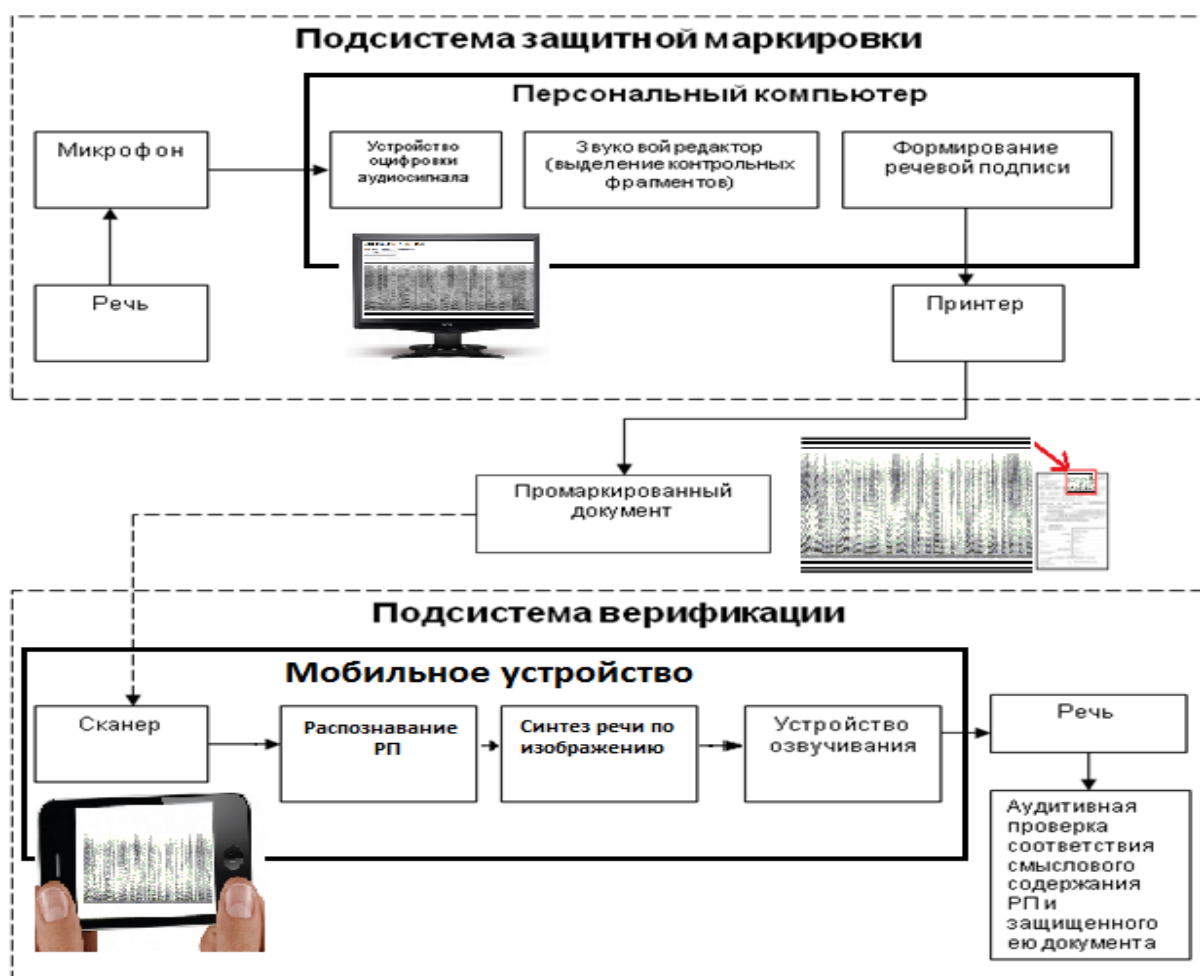 Подсистема защитной маркировки
Персональный компьютер
Микрофон
Устройство
оцифровки
аудиосигнала
Звуковой редактор
(выделение контрольных
фрагментов)
Формирование
речевой подписи
Речь
Принтер
Промаркированный
документ
Подсистема верификации
Мобильное устройство
Сканер
Распознавание
РП
Синтез речи по
изображению
Устройство
озвучивания
Речь
Аудитивная
проверка
соответствия
смыслового
содержания
РП и
защищенного
ею документа